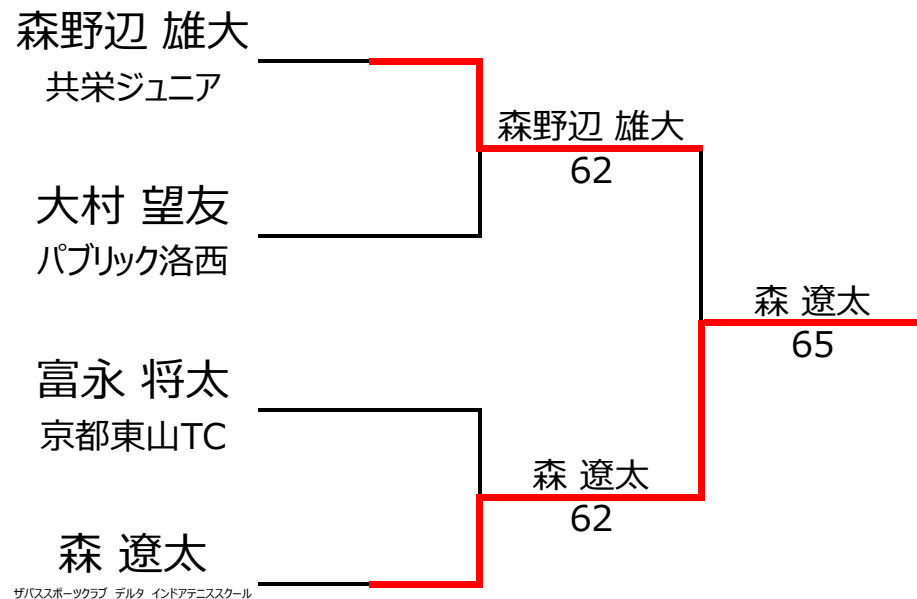 森野辺 雄大
共栄ジュニア
森野辺 雄大
62
大村 望友
パブリック洛西
森 遼太
65
富永 将太
京都東山TC
森 遼太
62
森 遼太
ザバススポーツクラブ デルタ インドアテニススクール